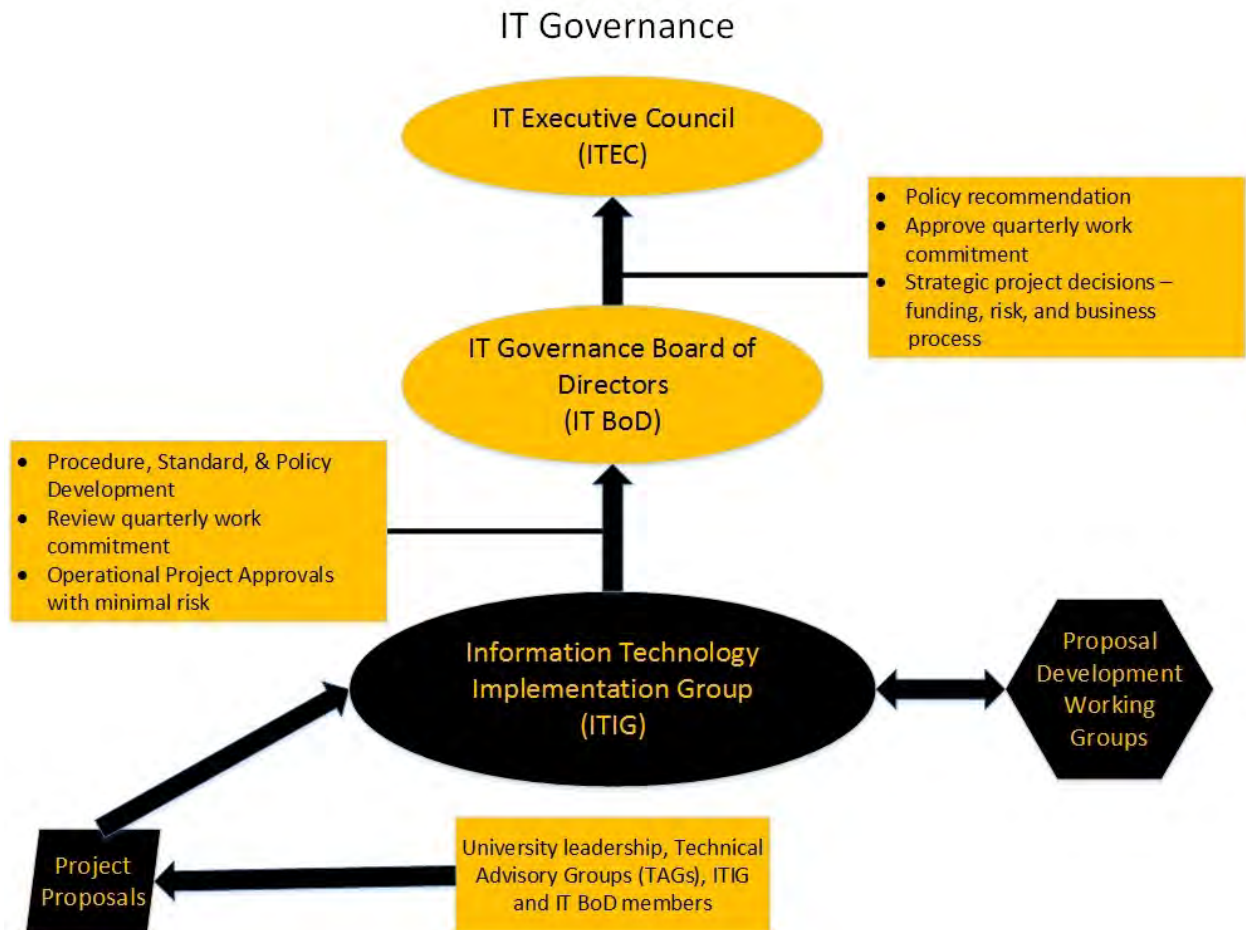 IT Governance
IT Executive Council
(ITEC)
• Policy recommendation
• Approve quarterly work
commitment
• Strategic project decisions –
funding, risk, and business
process
IT Governance Board of
Directors
(IT BoD)
• Procedure, Standard, & Policy
Development
• Review quarterly work
commitment
• Operational Project Approvals
with minimal risk
Information Technology
Implementation Group
(ITIG)
Proposal
Development
Working
Groups
Project
Proposals
University leadership, Technical
Advisory Groups (TAGs), ITIG
and IT BoD members